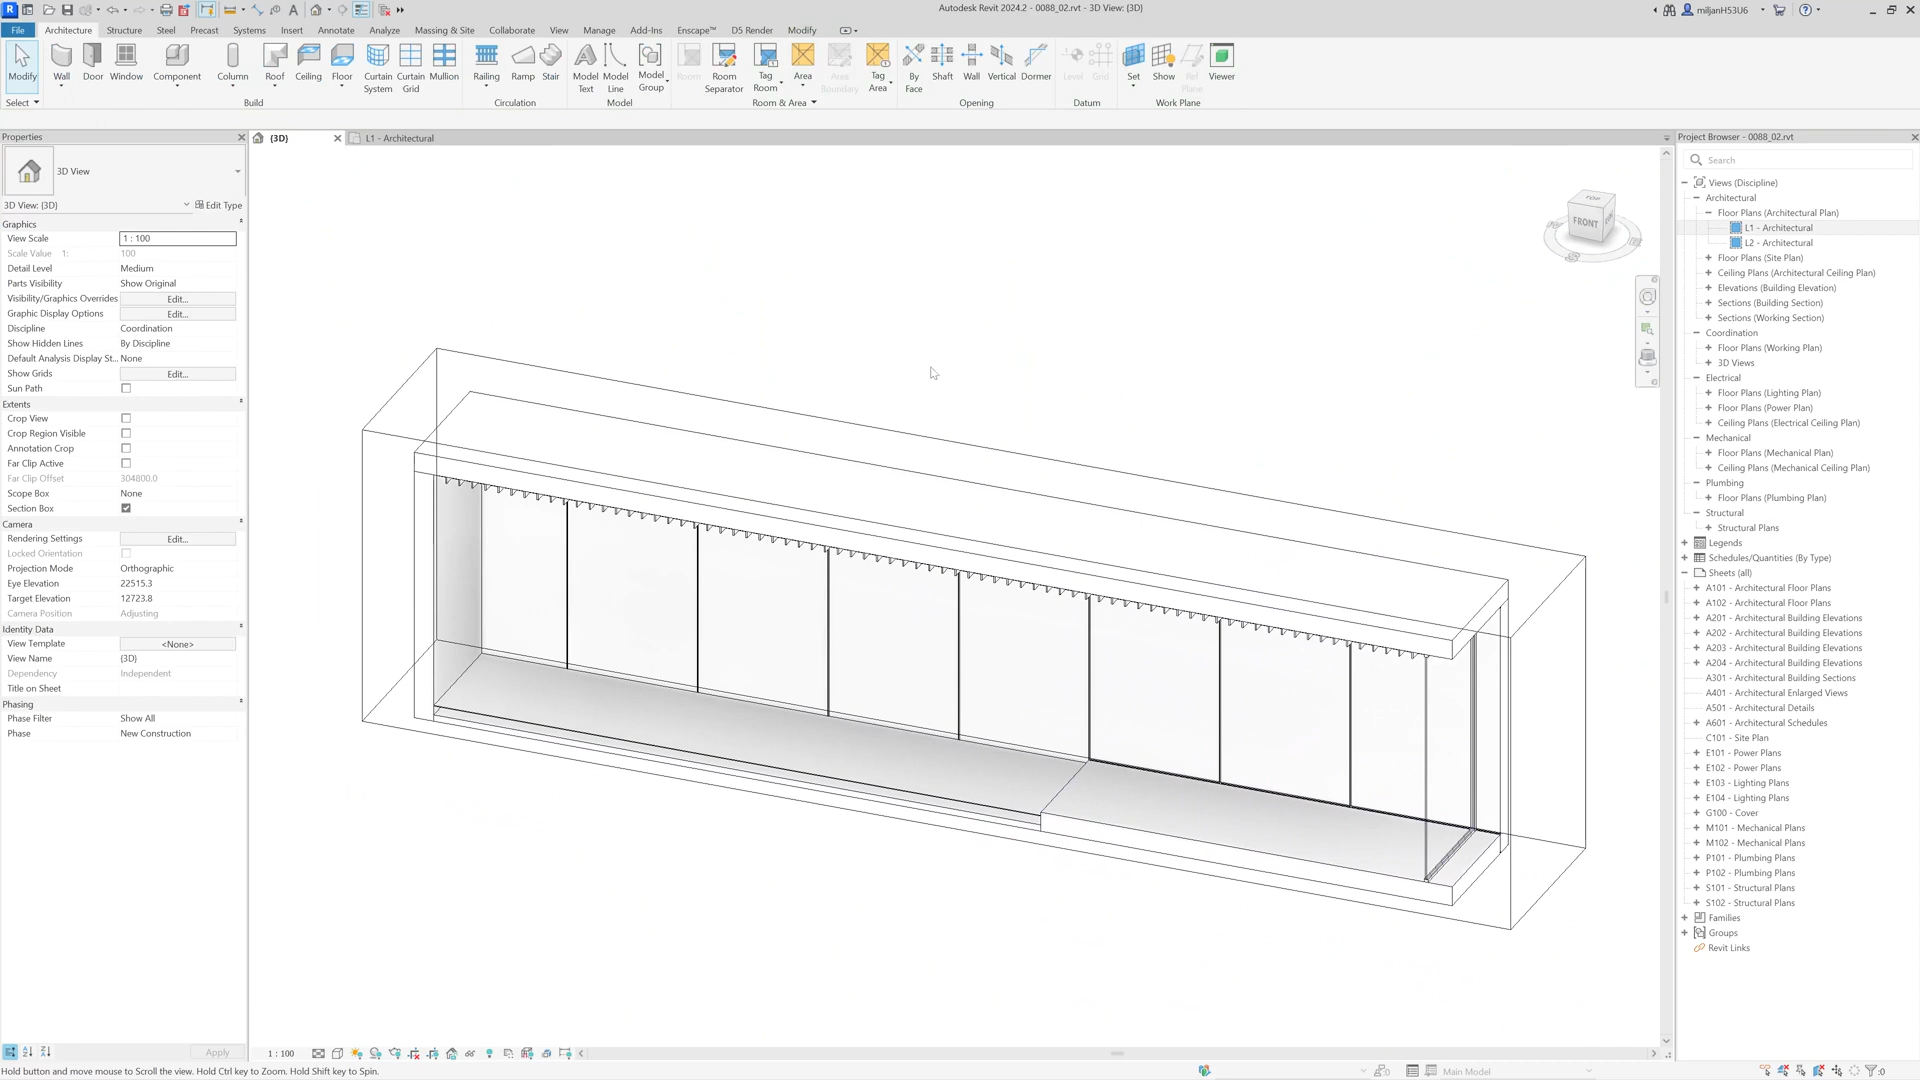 Autodesk Revit 2024.2 - 0088_02.rvt - 3D View: {3D}
miljanH53U6
File
Architecture
Structure
Steel
Precast
Systems
Insert
Annotate
Analyze
Massing & Site
Collaborate
View
Manage
Add-Ins
Enscape™
D5 Render
Modify
Modify
Wall
Door
Window
Component
Column
Roof
Ceiling
Floor
Curtain System
Curtain Grid
Mullion
Railing
Ramp
Stair
Model Text
Model Line
Model Group
Room
Room Separator
Tag Room
Area
Area Boundary
Tag Area
By Face
Shaft
Wall
Vertical
Dormer
Level
Grid
Set
Show
Ref Plane
Viewer
Select
Build
Circulation
Model
Room & Area
Opening
Datum
Work Plane
Properties
3D View
3D View: {3D}
Edit Type
Graphics
View Scale 1 : 100
Scale Value 1: 100
Detail Level Medium
Parts Visibility Show Original
Visibility/Graphics Overrides Edit...
Graphic Display Options Edit...
Discipline Coordination
Show Hidden Lines By Discipline
Default Analysis Display St... None
Show Grids Edit...
Sun Path
Extents
Crop View
Crop Region Visible
Annotation Crop
Far Clip Active
Far Clip Offset 304800.0
Scope Box None
Section Box
Camera
Rendering Settings Edit...
Locked Orientation
Projection Mode Orthographic
Eye Elevation 22515.3
Target Elevation 12723.8
Camera Position Adjusting
Identity Data
View Template <None>
View Name {3D}
Dependency Independent
Title on Sheet
Phasing
Phase Filter Show All
Phase New Construction
Apply
{3D}
L1 - Architectural
TOP
FRONT
1 : 100
Project Browser - 0088_02.rvt
Search
Views (Discipline)
Architectural
Floor Plans (Architectural Plan)
L1 - Architectural
L2 - Architectural
Floor Plans (Site Plan)
Ceiling Plans (Architectural Ceiling Plan)
Elevations (Building Elevation)
Sections (Building Section)
Sections (Working Section)
Coordination
Floor Plans (Working Plan)
3D Views
Electrical
Floor Plans (Lighting Plan)
Floor Plans (Power Plan)
Ceiling Plans (Electrical Ceiling Plan)
Mechanical
Floor Plans (Mechanical Plan)
Ceiling Plans (Mechanical Ceiling Plan)
Plumbing
Floor Plans (Plumbing Plan)
Structural
Structural Plans
Legends
Schedules/Quantities (By Type)
Sheets (all)
A101 - Architectural Floor Plans
A102 - Architectural Floor Plans
A201 - Architectural Building Elevations
A202 - Architectural Building Elevations
A203 - Architectural Building Elevations
A204 - Architectural Building Elevations
A301 - Architectural Building Sections
A401 - Architectural Enlarged Views
A501 - Architectural Details
A601 - Architectural Schedules
C101 - Site Plan
E101 - Power Plans
E102 - Power Plans
E103 - Lighting Plans
E104 - Lighting Plans
G100 - Cover
M101 - Mechanical Plans
M102 - Mechanical Plans
P101 - Plumbing Plans
P102 - Plumbing Plans
S101 - Structural Plans
S102 - Structural Plans
Families
Groups
Revit Links
Hold button and move mouse to Scroll the view. Hold Ctrl key to Zoom. Hold Shift key to Spin.
:0
Main Model
:0